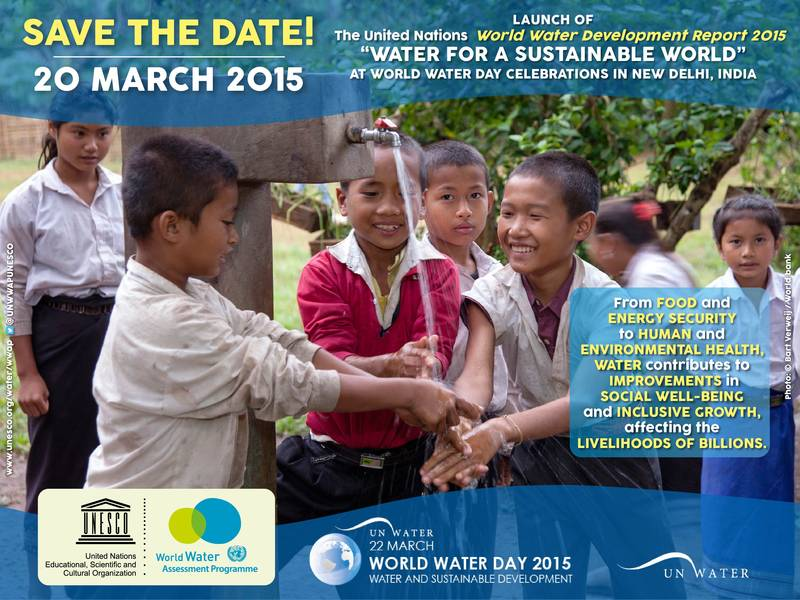 SAVE THE DATE!
20 MARCH 2015
LAUNCH OF
The United Nations World Water Development Report 2015
“WATER FOR A SUSTAINABLE WORLD”
AT WORLD WATER DAY CELEBRATIONS IN NEW DELHI, INDIA
www.unesco.org/water/wwap @UNWWAPUNESCO
Photo: © Bart Verweij / World bank
From FOOD and
ENERGY SECURITY
to HUMAN and
ENVIRONMENTAL HEALTH,
WATER contributes to
IMPROVEMENTS in
SOCIAL WELL-BEING
and INCLUSIVE GROWTH,
affecting the
LIVELIHOODS OF BILLIONS.
UNESCO
United Nations
Educational, Scientific and
Cultural Organization
World Water
Assessment Programme
UN WATER
22 MARCH
WORLD WATER DAY 2015
WATER AND SUSTAINABLE DEVELOPMENT
UN WATER